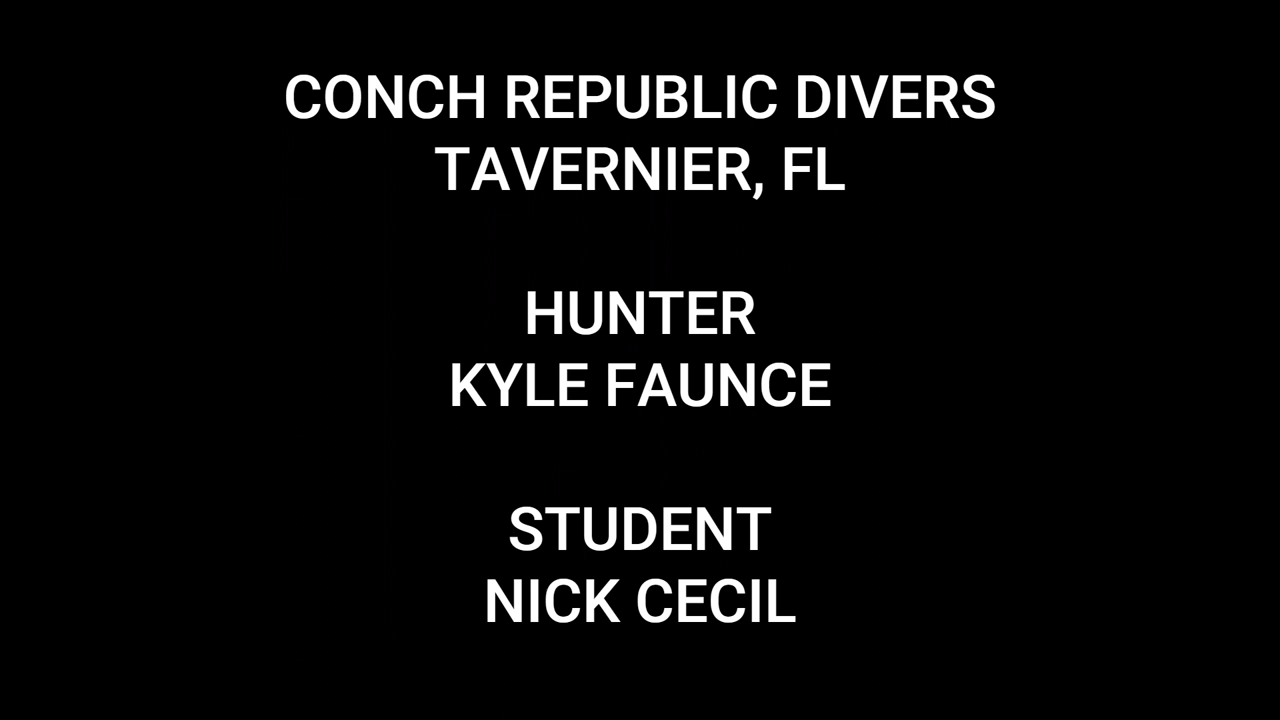 CONCH REPUBLIC DIVERS
TAVERNIER, FL
HUNTER
KYLE FAUNCE
STUDENT
NICK CECIL